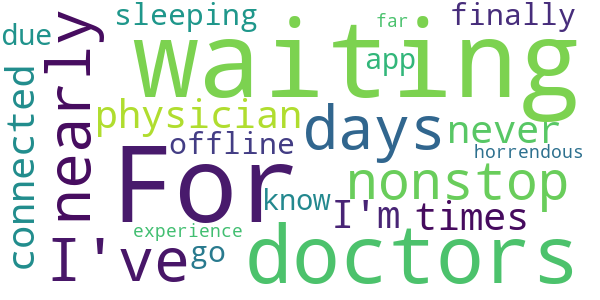 sleeping
far
finally
due
waiting
app
nearly
connected
physician
days
never
offline
horrendous
For
nonstop
know
I'm
times
experience
I've
go
doctors